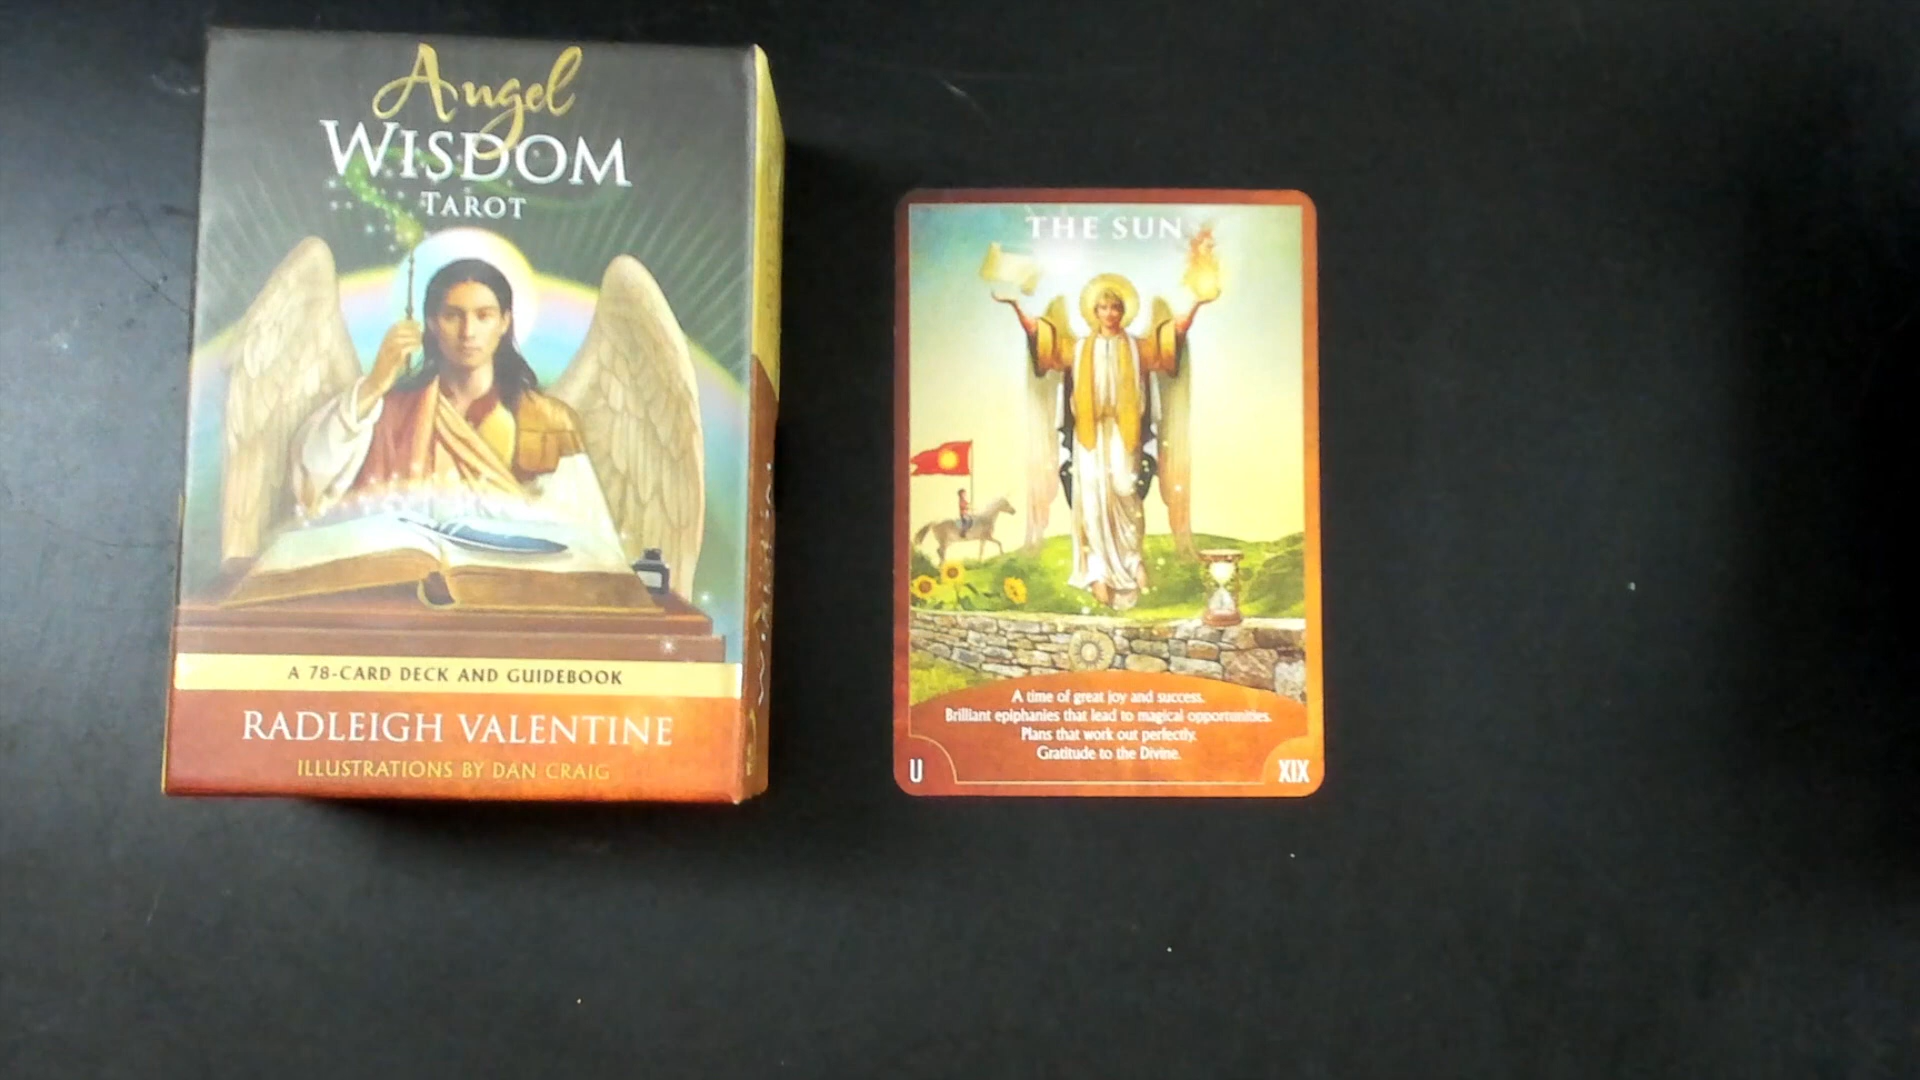 Angel
WISDOM
TAROT
A 78-CARD DECK AND GUIDEBOOK
RADLEIGH VALENTINE
ILLUSTRATIONS BY DAN CRAIG
THE SUN
A time of great joy and success.
Brilliant epiphanies that lead to magical opportunities.
Plans that work out perfectly.
Gratitude to the Divine.
U
XIX